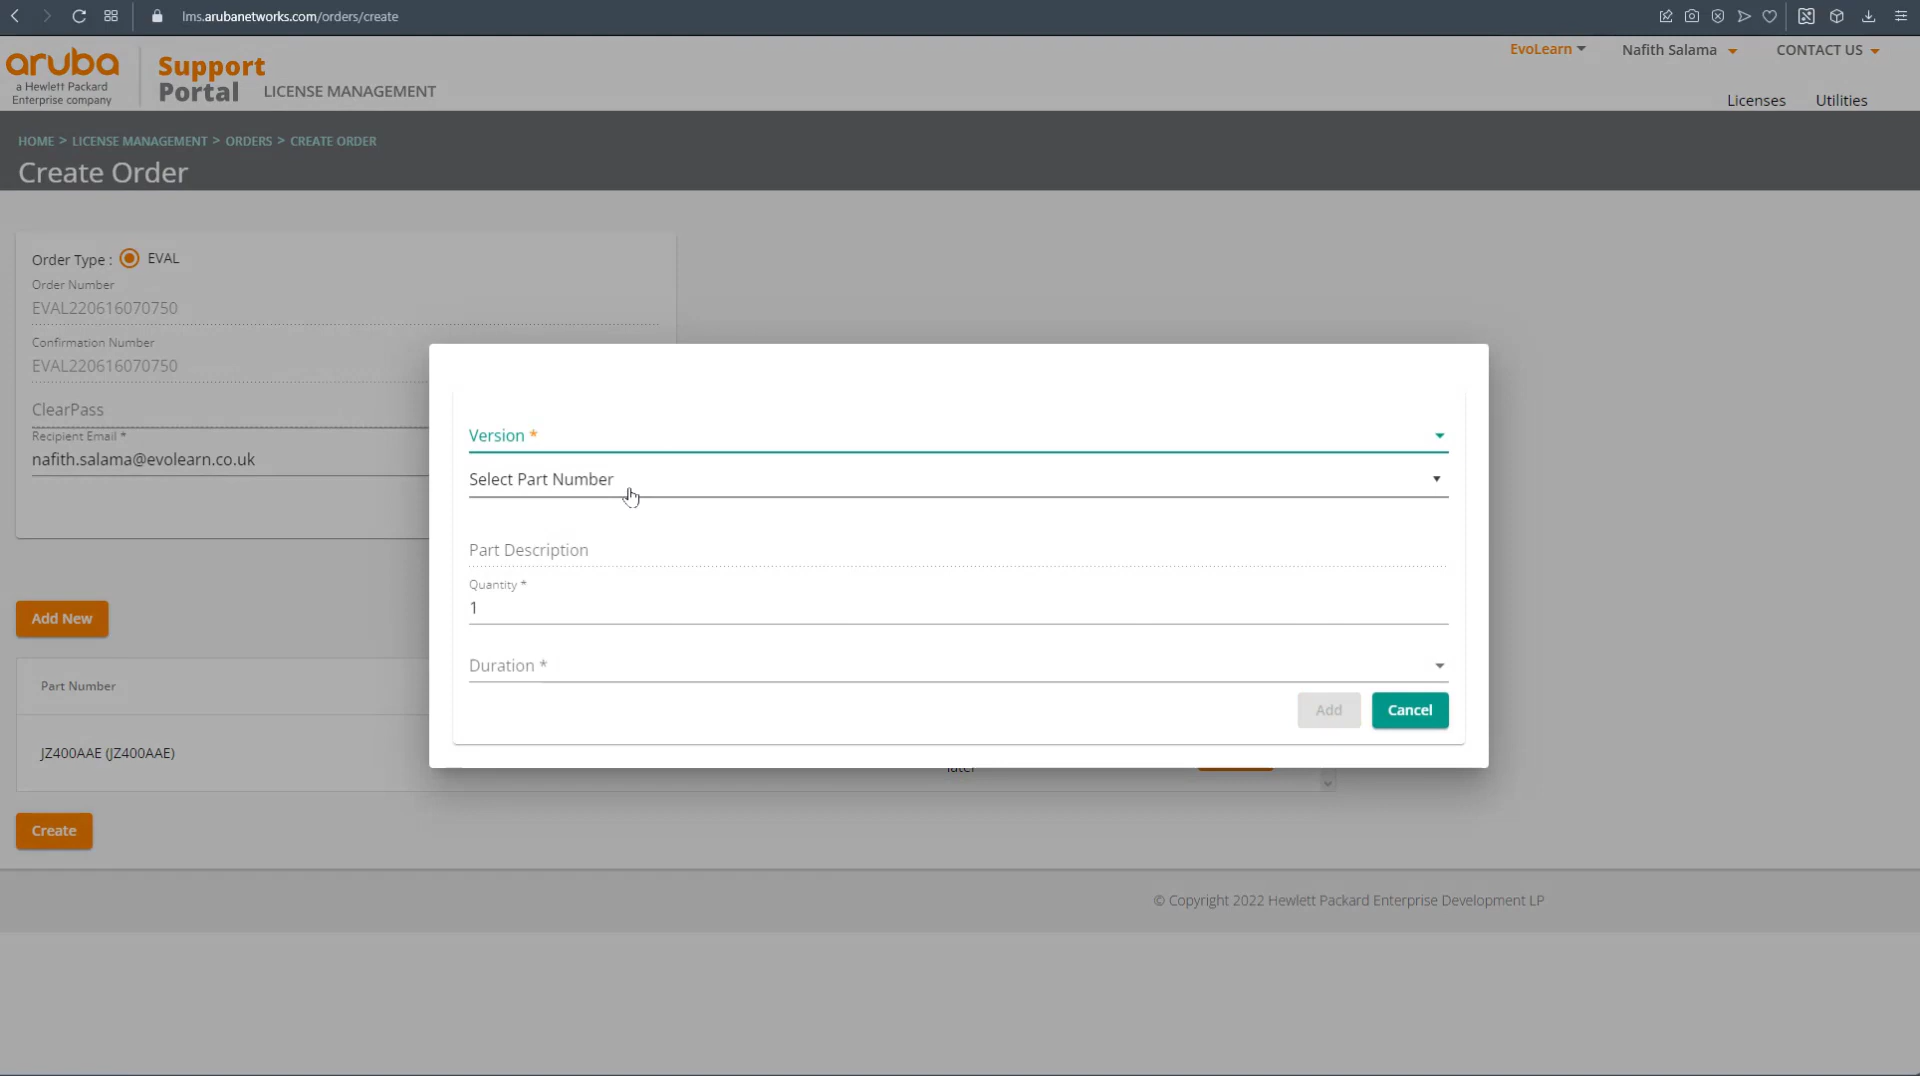 lms.arubanetworks.com/orders/create
aruba
a Hewlett Packard
Enterprise company
Support
Portal
LICENSE MANAGEMENT
EvoLearn
Nafith Salama
CONTACT US
Licenses
Utilities
HOME > LICENSE MANAGEMENT > ORDERS > CREATE ORDER
Create Order
Order Type : EVAL
Order Number
EVAL220616070750
Confirmation Number
EVAL220616070750
ClearPass
Recipient Email *
nafith.salama@evolearn.co.uk
Version *
Select Part Number
Part Description
Quantity *
1
Duration *
Add
Cancel
Add New
Part Number
JZ400AAE (JZ400AAE)
later
Create
© Copyright 2022 Hewlett Packard Enterprise Development LP